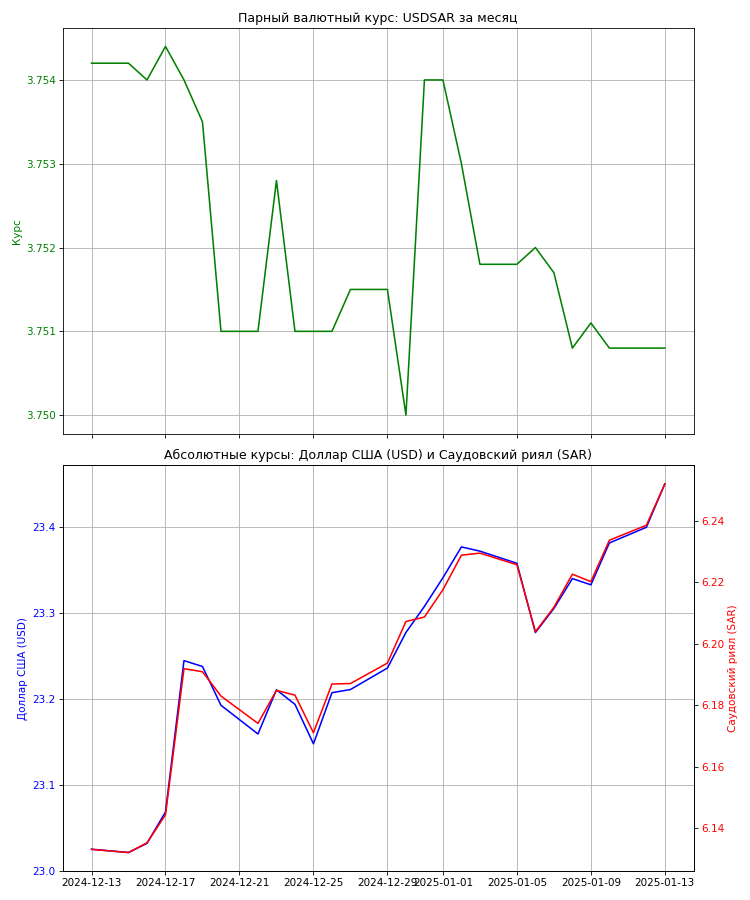 Парный валютный курс: USDSAR за месяц
3.754
3.753
3.752
3.751
3.750
Курс
Абсолютные курсы: Доллар США (USD) и Саудовский риял (SAR)
23.4
23.3
23.2
23.1
23.0
Доллар США (USD)
6.24
6.22
6.20
6.18
6.16
6.14
Саудовский риял (SAR)
2024-12-13 2024-12-17 2024-12-21 2024-12-25 2024-12-29 2025-01-01 2025-01-05 2025-01-09 2025-01-13